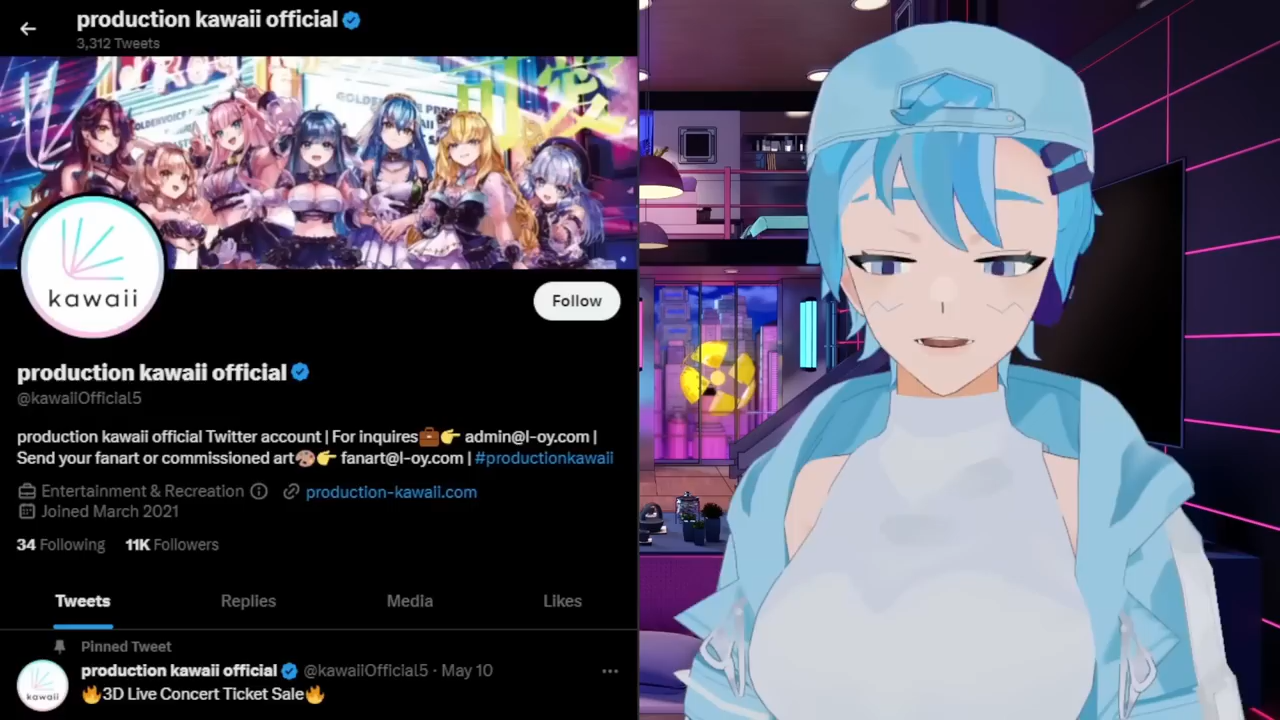 production kawaii official
3,312 Tweets
可愛
kawaii
Follow
production kawaii official
@kawaiiOfficial5
production kawaii official Twitter account | For inquires💼👉 admin@l-oy.com |
Send your fanart or commissioned art🎨👉 fanart@l-oy.com | #productionkawaii
Entertainment & Recreation production-kawaii.com
Joined March 2021
34 Following 11K Followers
Tweets Replies Media Likes
Pinned Tweet
production kawaii official @kawaiiOfficial5 · May 10
kawaii
🔥3D Live Concert Ticket Sale🔥